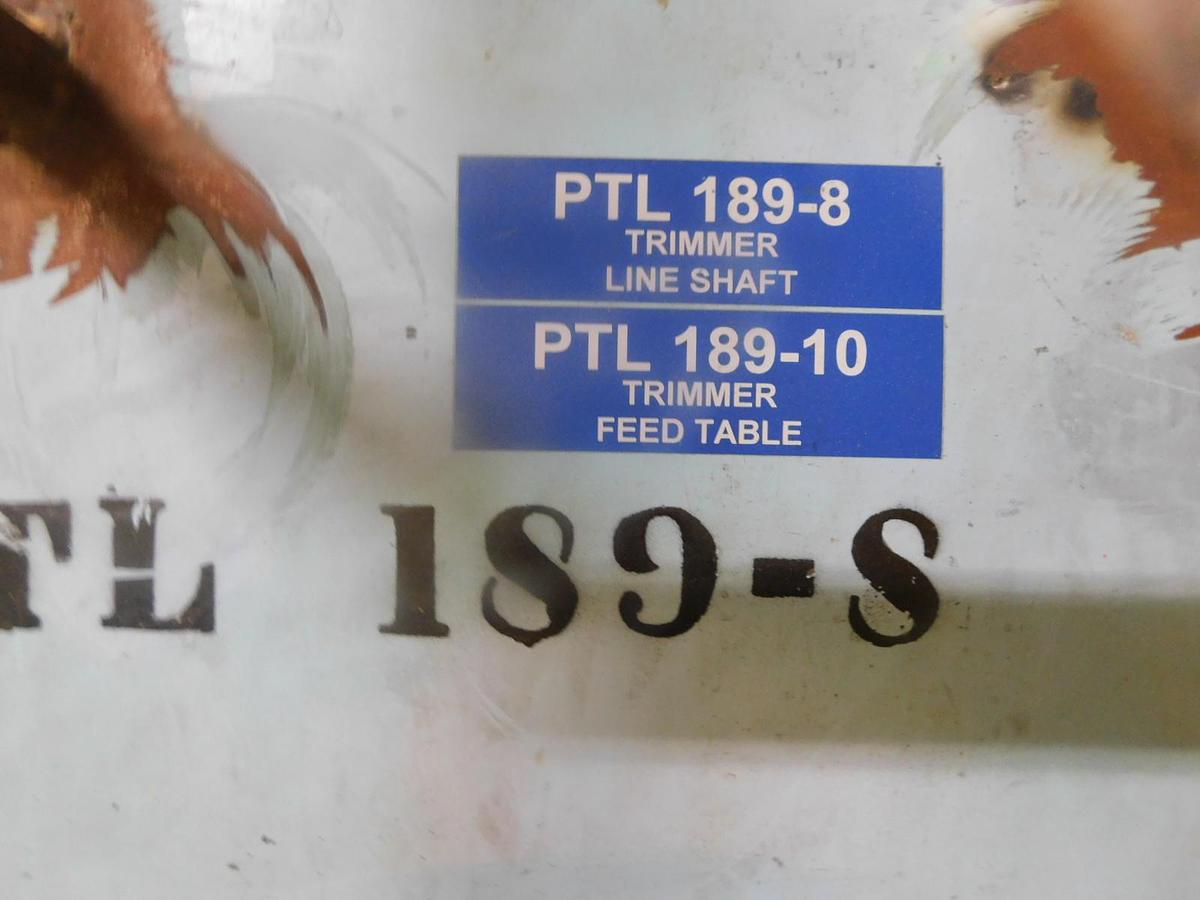 PTL 189-8
TRIMMER
LINE SHAFT
PTL 189-10
TRIMMER
FEED TABLE
TL 189-8